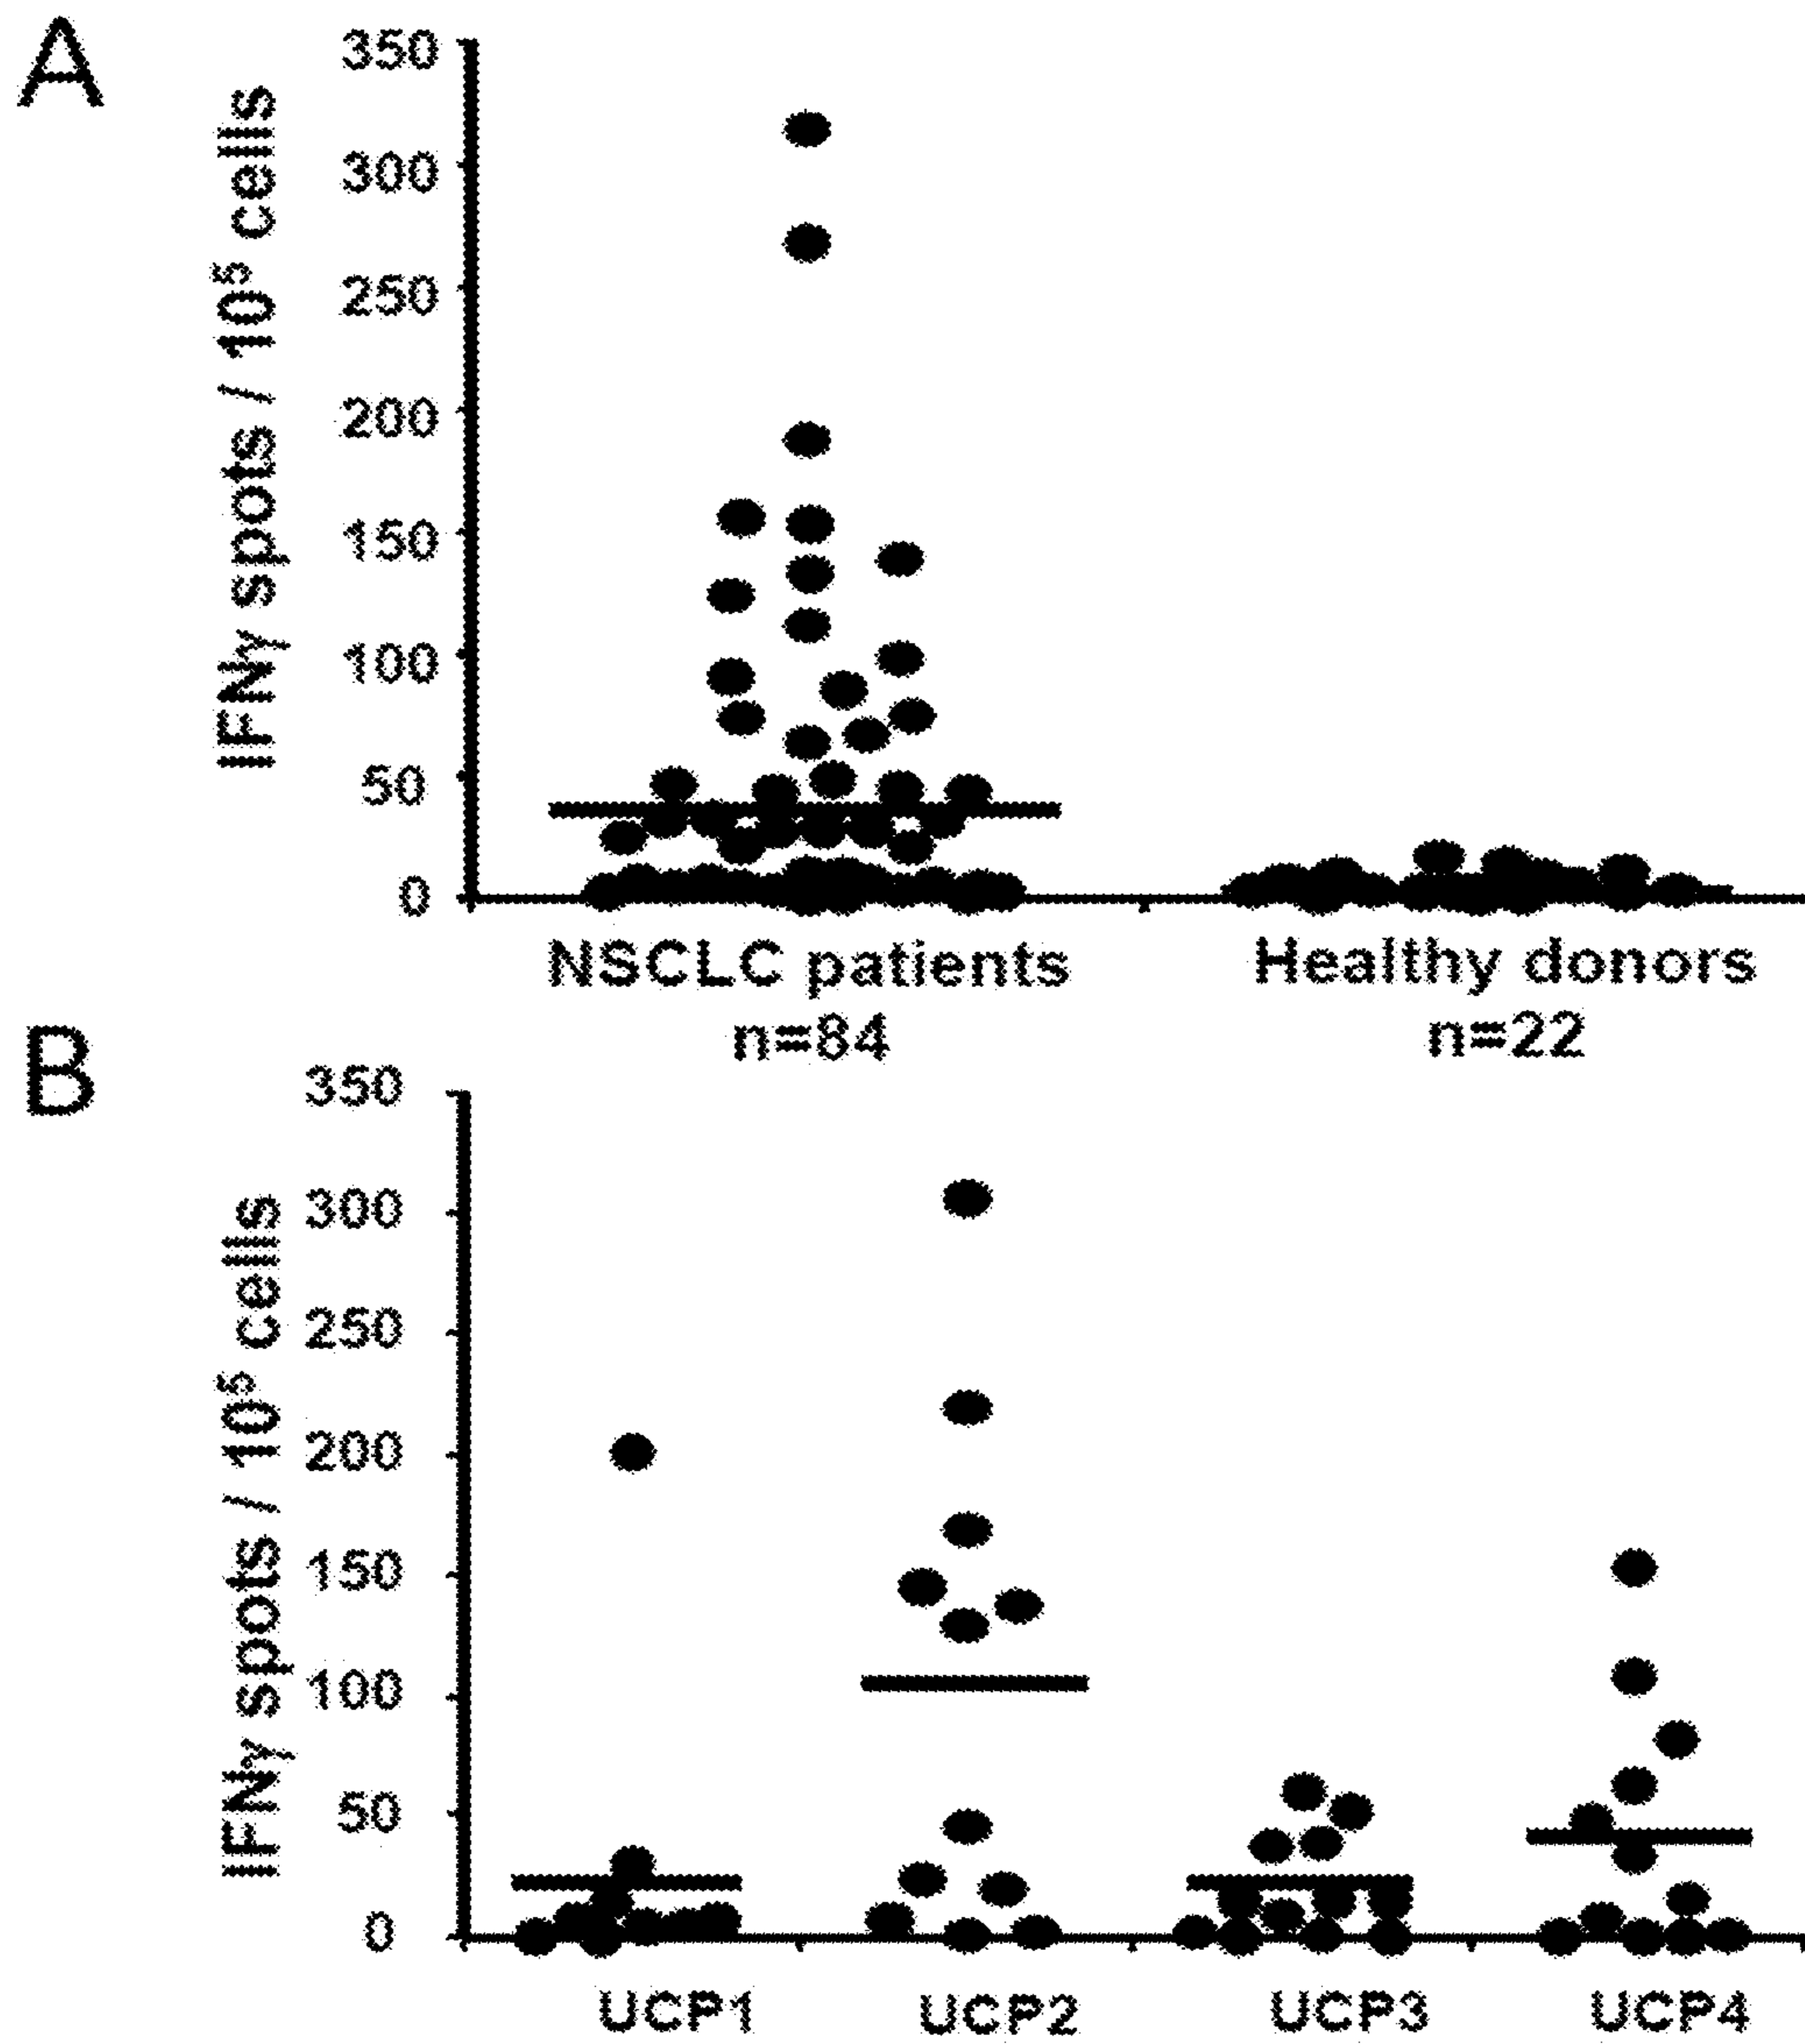 A
IFNγ spots / 10⁵ cells
350
300
250
200
150
100
50
0
NSCLC patients
n=84
Healthy donors
n=22
B
IFNγ spots / 10⁵ cells
350
300
250
200
150
100
50
0
UCP1
UCP2
UCP3
UCP4